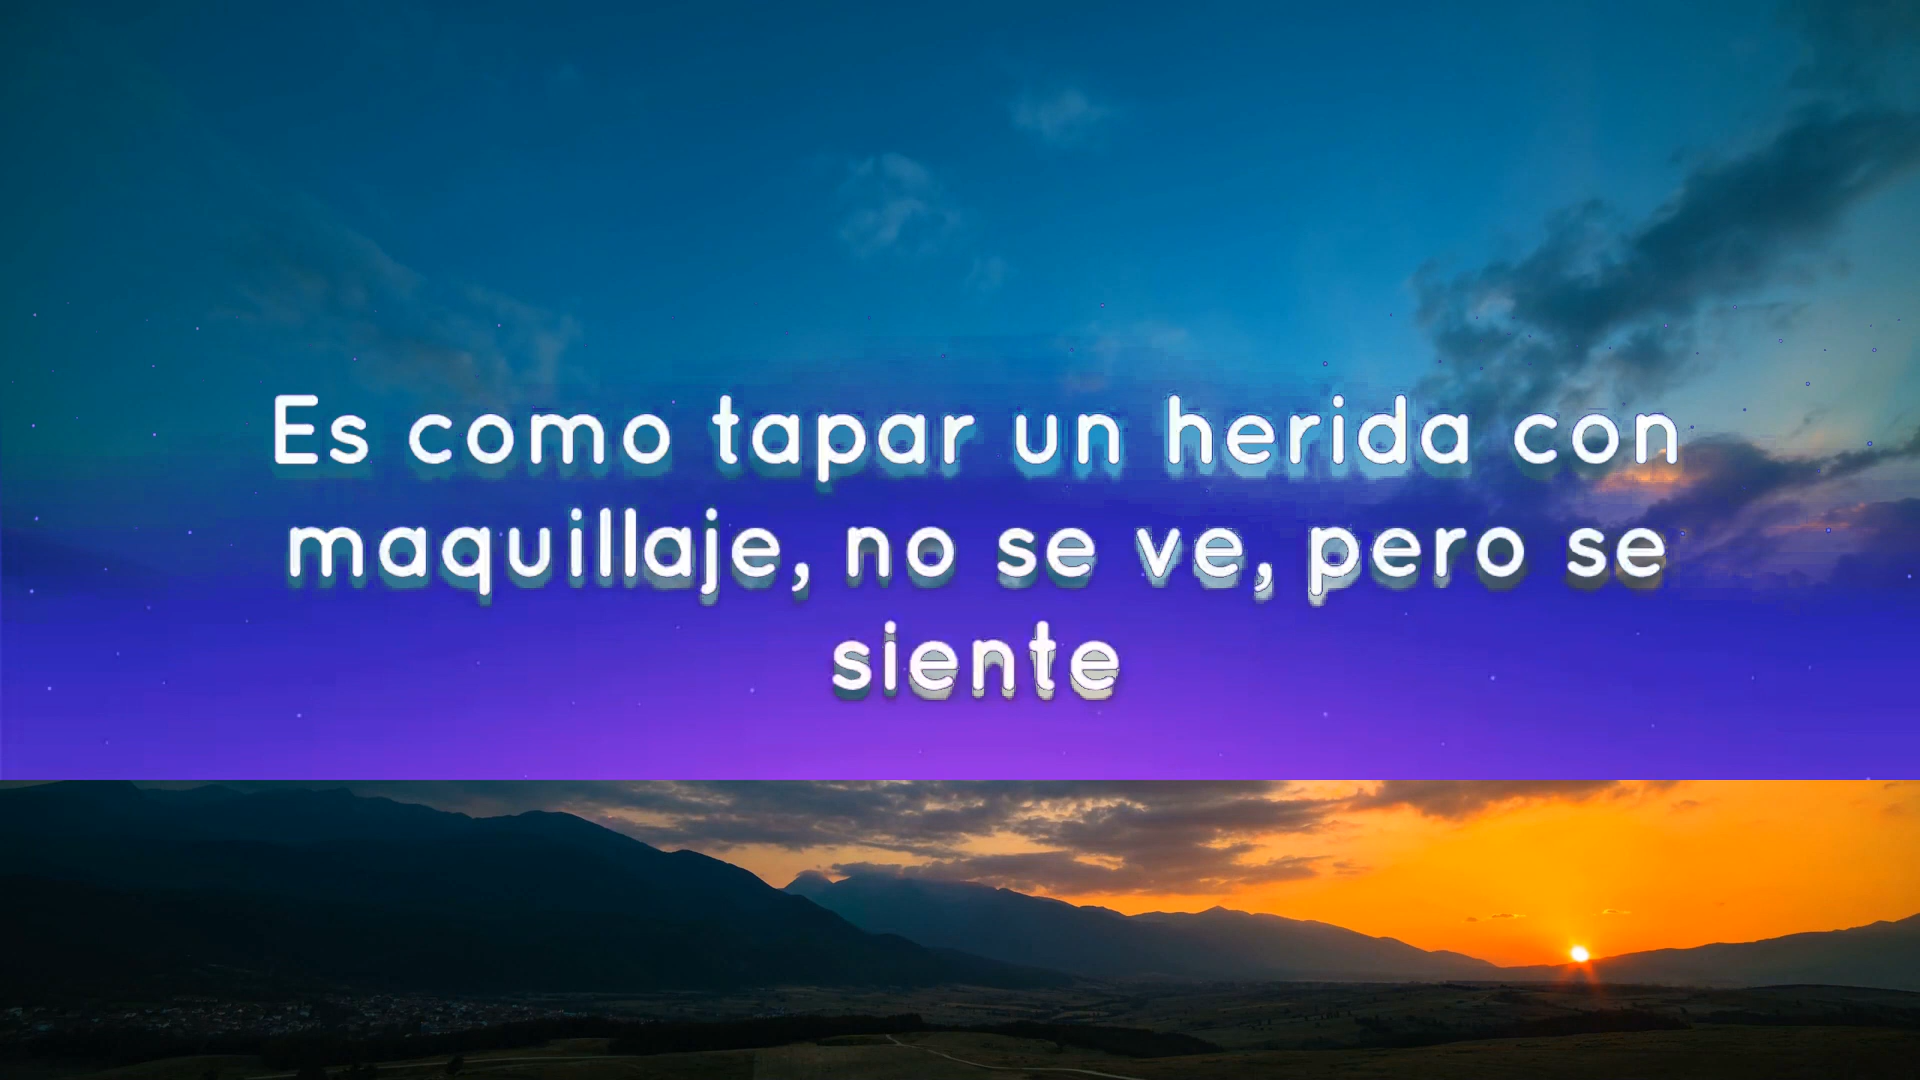 Es como tapar un herida con
maquillaje, no se ve, pero se
siente